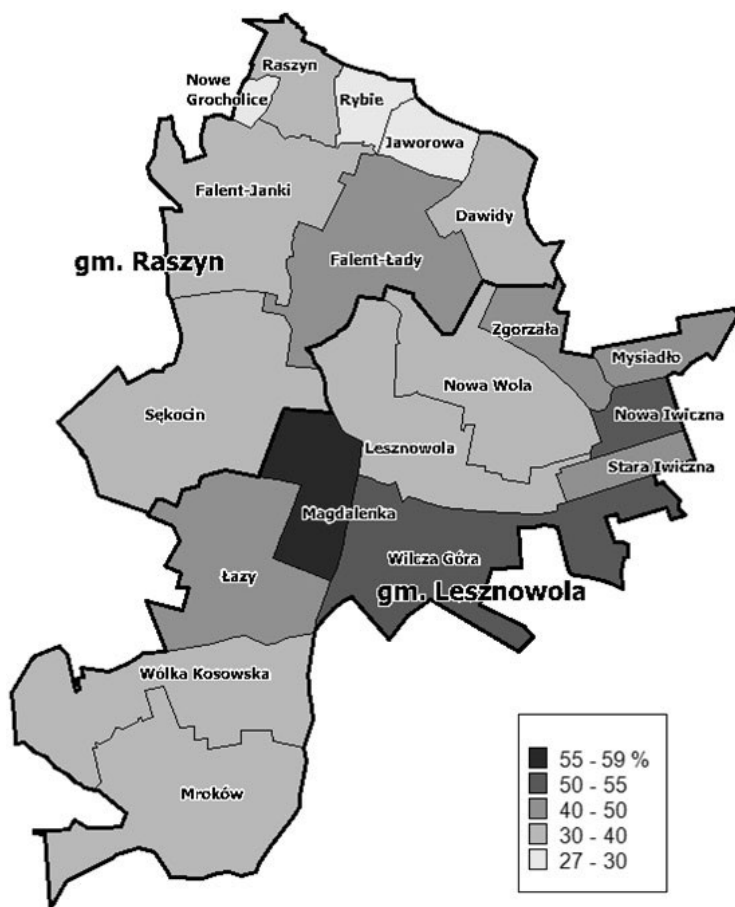 Raszyn
Nowe
Grocholice
Rybie
Jaworowa
Falent-Janki
Dawidy
gm. Raszyn
Falent-Łady
Zgorzała
Mysiadło
Nowa Wola
Sękocin
Nowa Iwiczna
Lesznowola
Stara Iwiczna
Magdalenka
Wilcza Góra
Łazy
gm. Lesznowola
Wólka Kosowska
Mroków
55 - 59 %
50 - 55
40 - 50
30 - 40
27 - 30